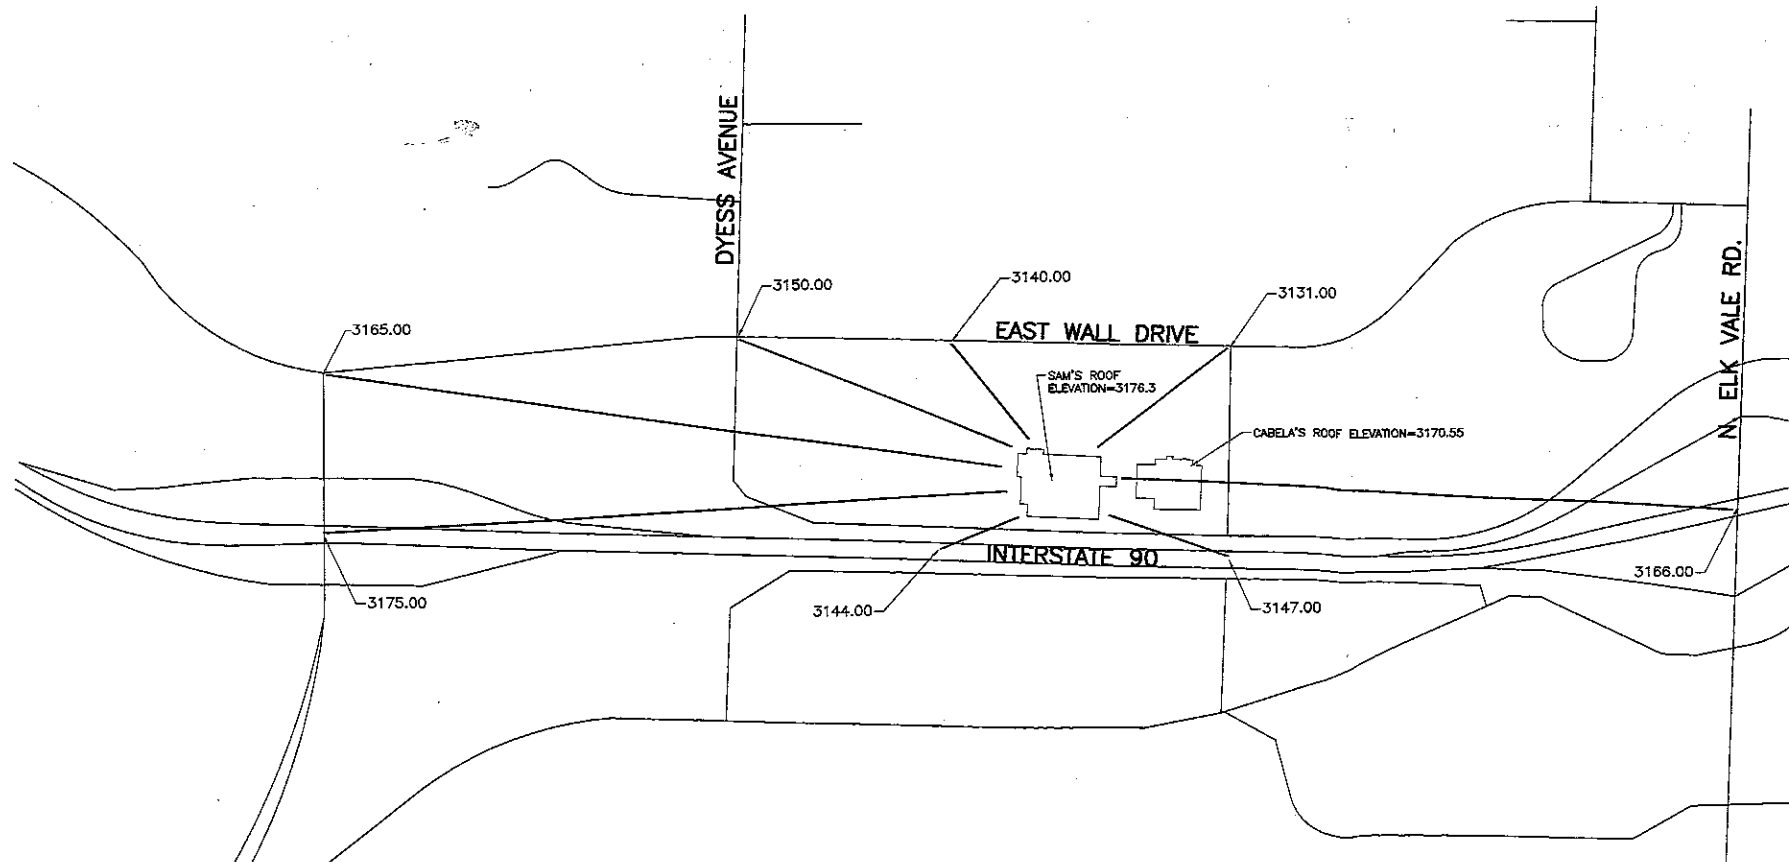 DYESS AVENUE
N. ELK VALE RD.
3140.00
3150.00
3131.00
3165.00
EAST WALL DRIVE
SAM'S ROOF
ELEVATION=3176.3
CABELA'S ROOF ELEVATION=3170.55
INTERSTATE 90
3166.00
3175.00
3144.00
3147.00